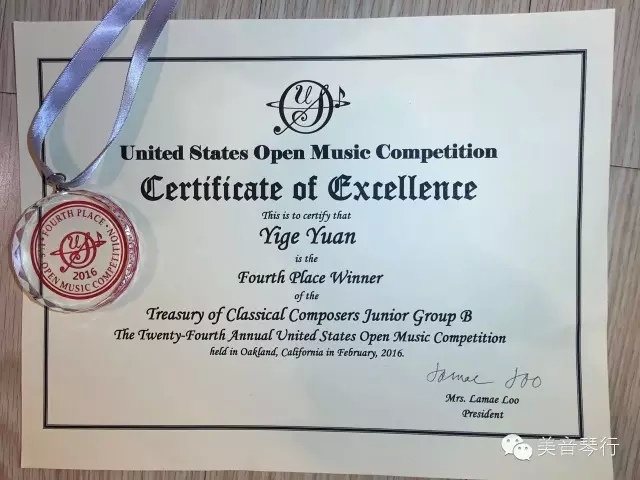 United States Open Music Competition
Certificate of Excellence
This is to certify that
Yige Yuan
is the
Fourth Place Winner
of the
Treasury of Classical Composers Junior Group B
The Twenty-Fourth Annual United States Open Music Competition
held in Oakland, California in February, 2016.
Lamae Loo
Mrs. Lamae Loo
President
FOURTH PLACE
2016
US OPEN MUSIC COMPETITION
美音琴行